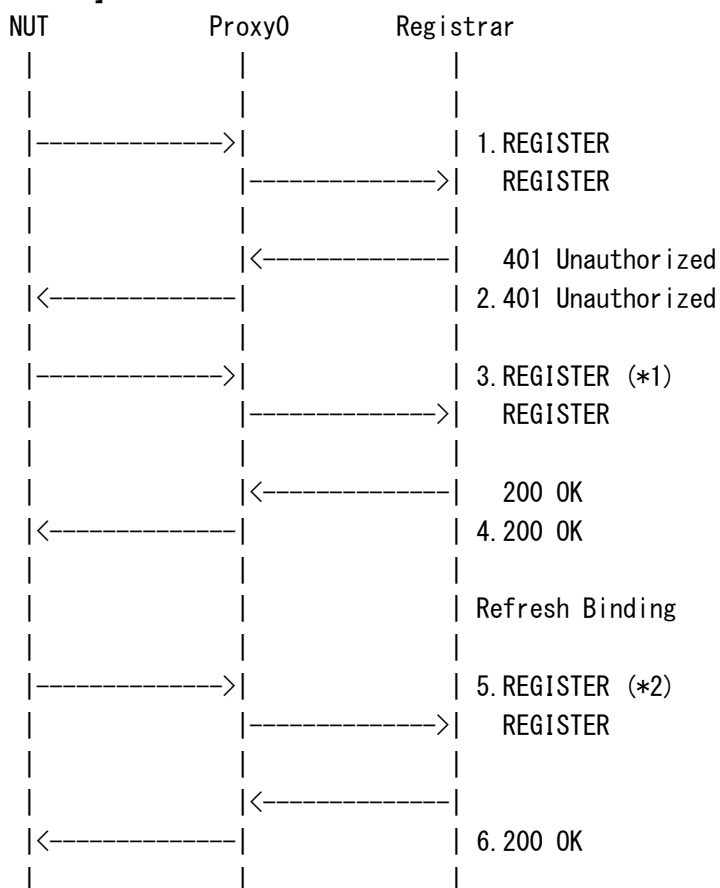 NUT Proxy0 Registrar
| | |
| | |
|-------------->| | 1.REGISTER
| |-------------->| REGISTER
| | |
| |<--------------| 401 Unauthorized
|<--------------| | 2.401 Unauthorized
| | |
|-------------->| | 3.REGISTER (*1)
| |-------------->| REGISTER
| | |
| |<--------------| 200 OK
|<--------------| | 4.200 OK
| | |
| | | Refresh Binding
| | |
|-------------->| | 5.REGISTER (*2)
| |-------------->| REGISTER
| | |
| |<--------------|
|<--------------| | 6.200 OK
| | |